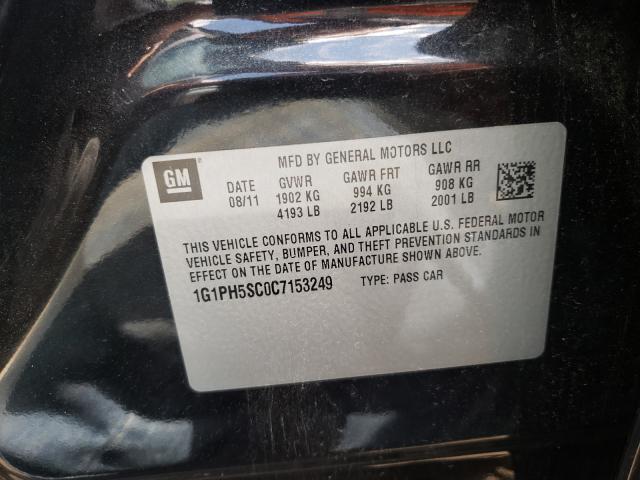 MFD BY GENERAL MOTORS LLC
GM
DATE GVWR GAWR FRT GAWR RR
08/11 1902 KG 994 KG 908 KG
4193 LB 2192 LB 2001 LB
THIS VEHICLE CONFORMS TO ALL APPLICABLE U.S. FEDERAL MOTOR
VEHICLE SAFETY, BUMPER, AND THEFT PREVENTION STANDARDS IN
EFFECT ON THE DATE OF MANUFACTURE SHOWN ABOVE.
1G1PH5SC0C7153249 TYPE: PASS CAR